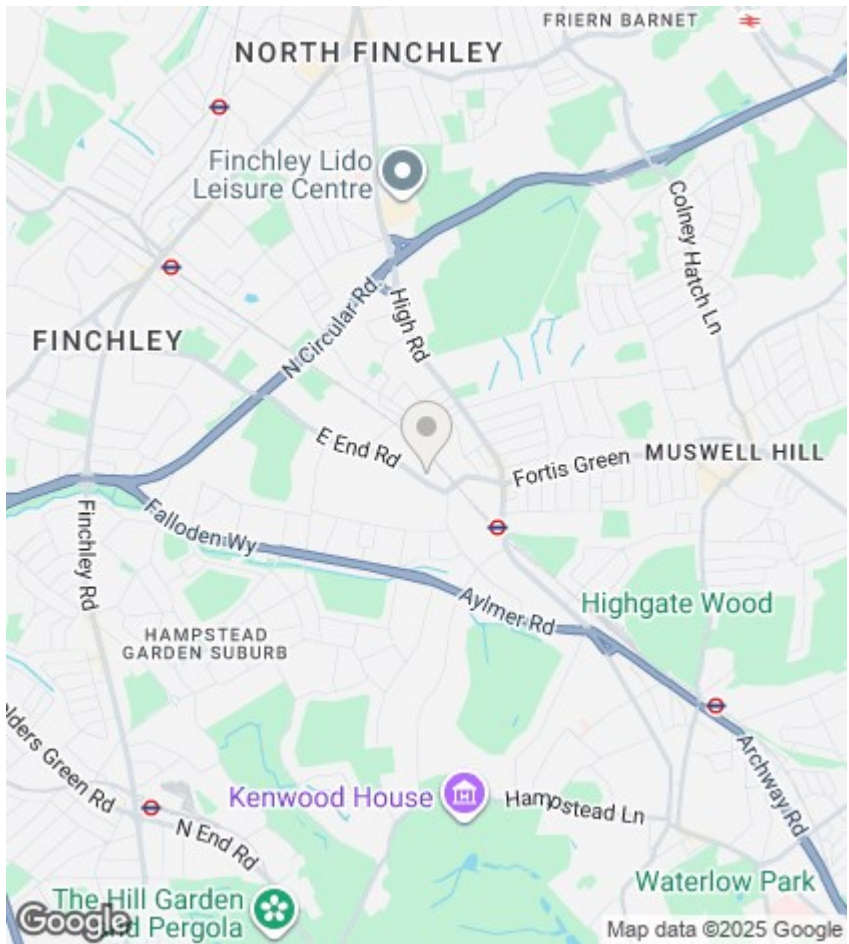 FRIERN BARNET
NORTH FINCHLEY
Finchley Lido
Leisure Centre
Colney Hatch Ln
N Circular Rd
High Rd
FINCHLEY
E End Rd
Fortis Green
MUSWELL HILL
Finchley Rd
Falloden Wy
Aylmer Rd
Highgate Wood
HAMPSTEAD
GARDEN SUBURB
olders Green Rd
Kenwood House
Hampstead Ln
Archway Rd
N End Rd
Waterlow Park
The Hill Garden
and Pergola
Google
Map data ©2025 Google